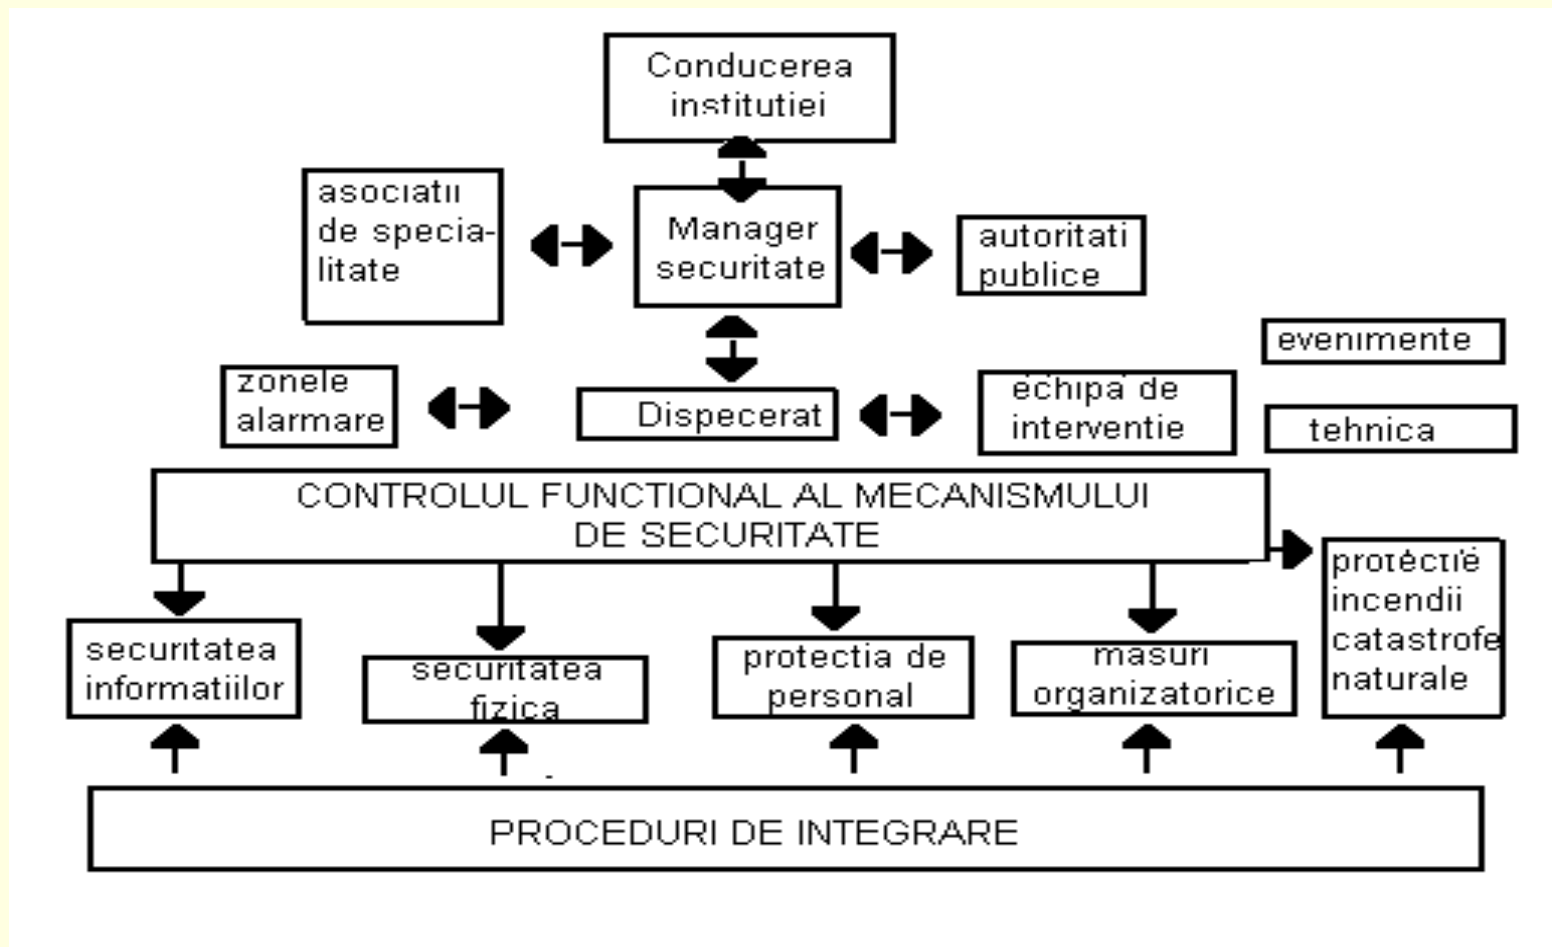 Conducerea
institutiei
asociatii
de specia-
litate
Manager
securitate
autoritati
publice
evenimente
zonele
alarmare
Dispecerat
echipa de
interventie
tehnica
CONTROLUL FUNCTIONAL AL MECANISMULUI
DE SECURITATE
securitatea
informatiilor
securitatea
fizica
protectia de
personal
masuri
organizatorice
protectie
incendii
catastrofe
naturale
PROCEDURI DE INTEGRARE